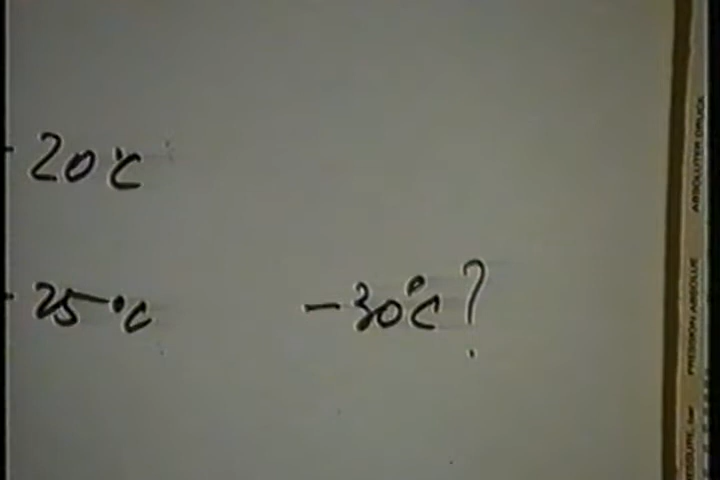 - 20°C
- 25°C
- 30°C?
ABSOLUTER DRUCK
PRESSION ABSOLUE